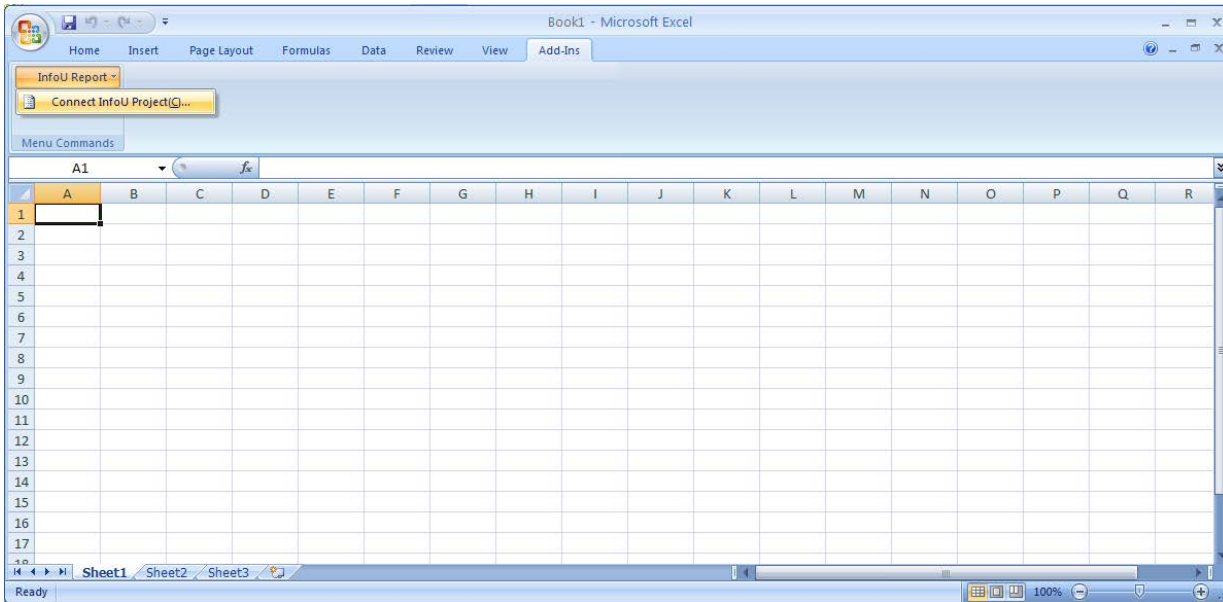 Book1 - Microsoft Excel
Home Insert Page Layout Formulas Data Review View Add-Ins
InfoU Report
Connect InfoU Project(C)...
Menu Commands
A1 fx
A B C D E F G H I J K L M N O P Q R
1
2
3
4
5
6
7
8
9
10
11
12
13
14
15
16
17
18
Sheet1 Sheet2 Sheet3
Ready 100%